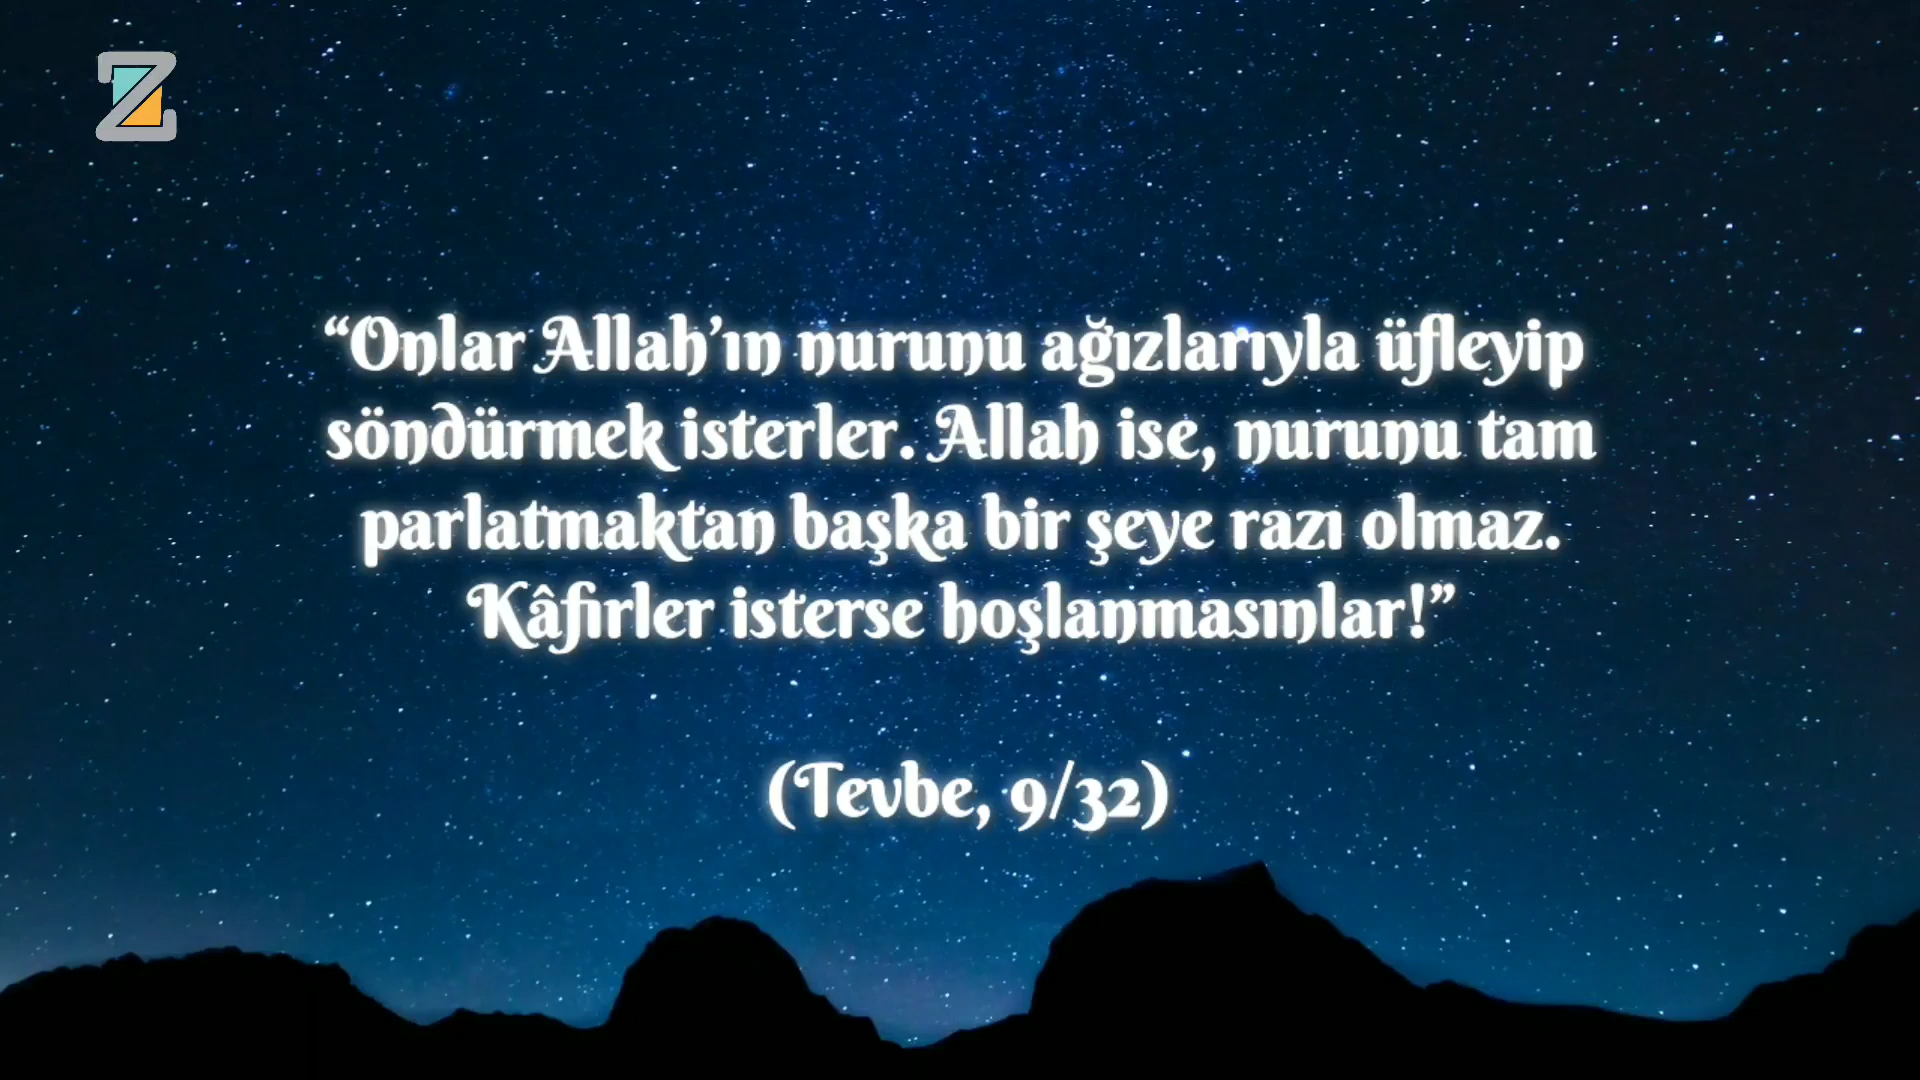 Z
“Onlar Allah’ın nurunu ağızlarıyla üfleyip
söndürmek isterler. Allah ise, nurunu tam
parlatmaktan başka bir şeye razı olmaz.
Kâfirler isterse hoşlanmasınlar!”
(Tevbe, 9/32)